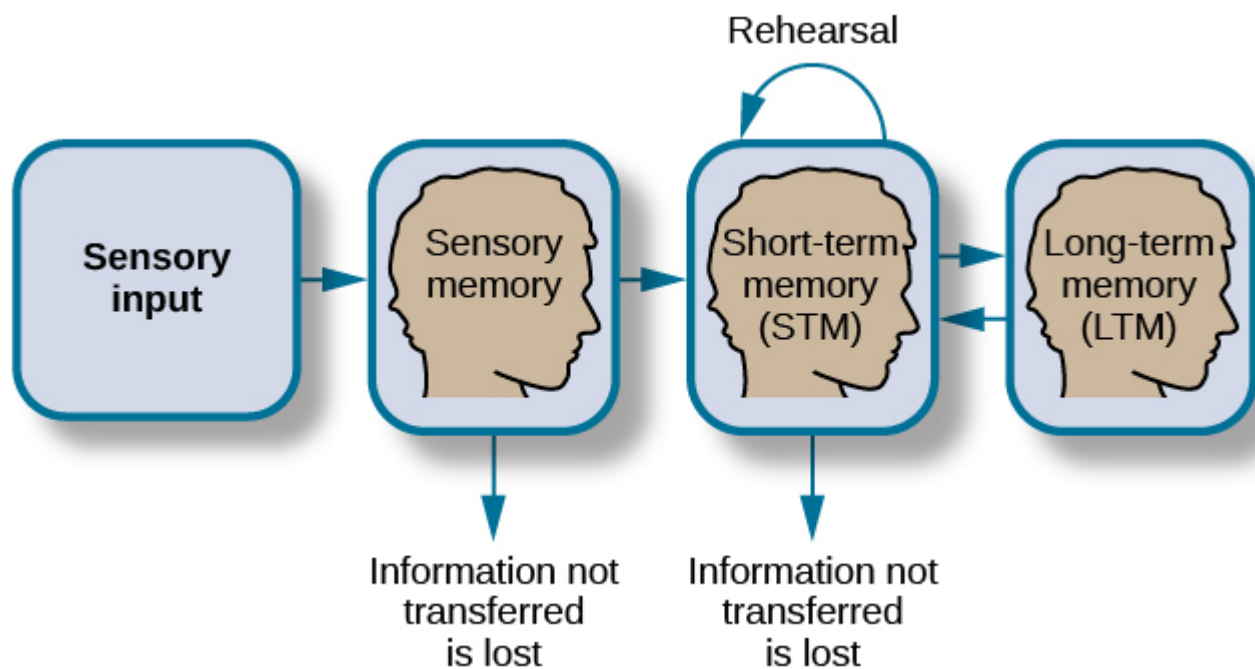 Rehearsal
Sensory
input
Sensory
memory
Short-term
memory
(STM)
Long-term
memory
(LTM)
Information not
transferred
is lost
Information not
transferred
is lost